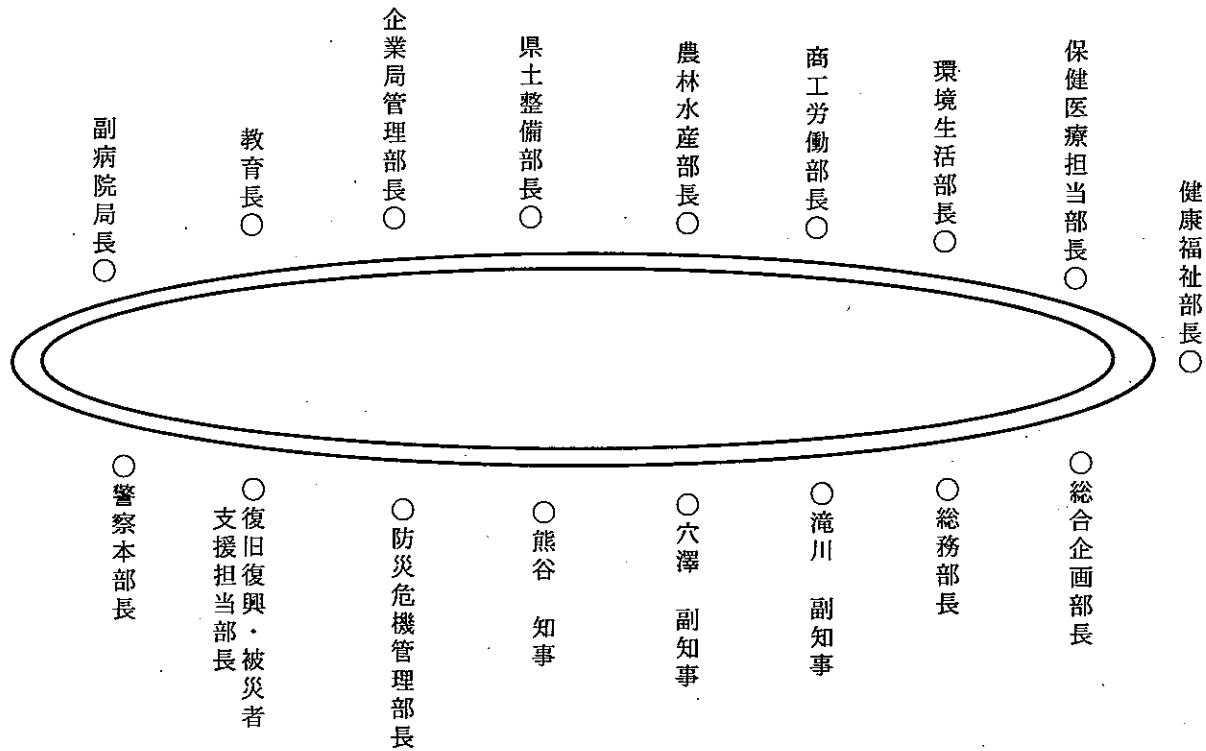 副病院局長○
教育長○
企業局管理部長○
県土整備部長○
農林水産部長○
商工労働部長○
環境生活部長○
保健医療担当部長○
健康福祉部長○
○警察本部長
○復旧復興・被災者
支援担当部長
○防災危機管理部長
○熊谷 知事
○穴澤 副知事
○滝川 副知事
○総務部長
○総合企画部長